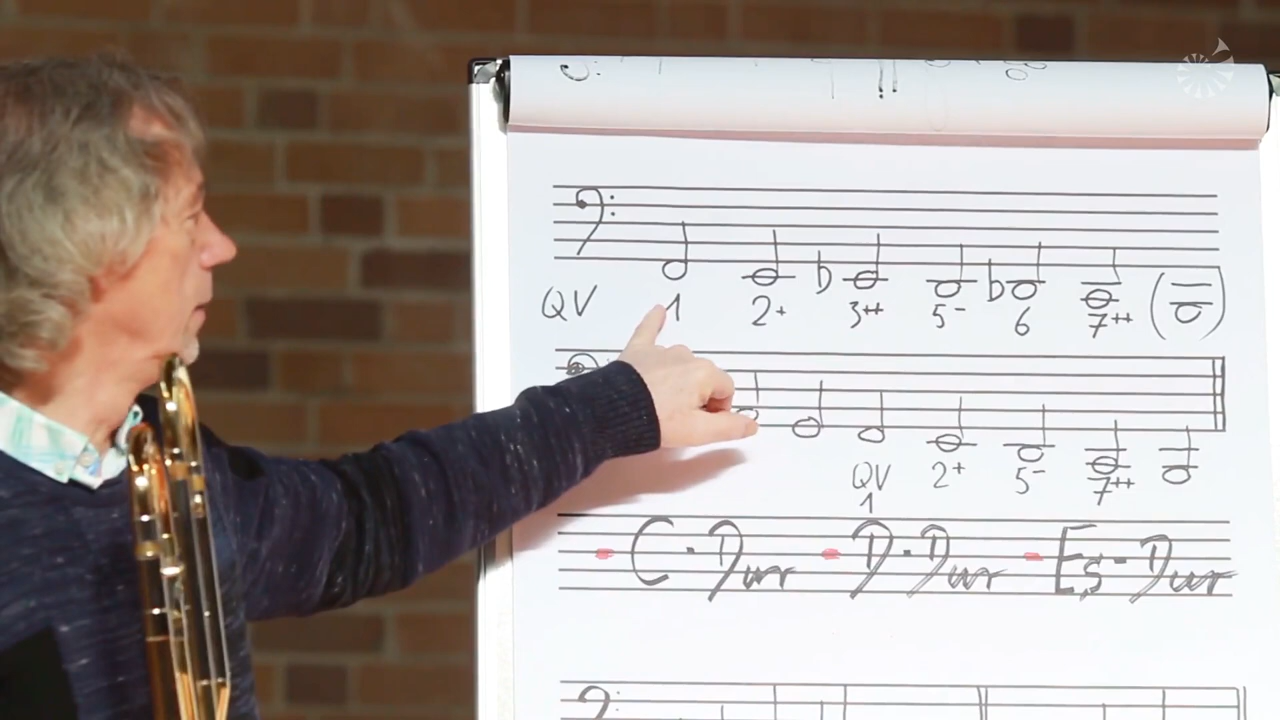 QV 1 2+ 3++ 5- 6 7++
QV 2+ 5- 7++
1
C-Dur D-Dur Es-Dur